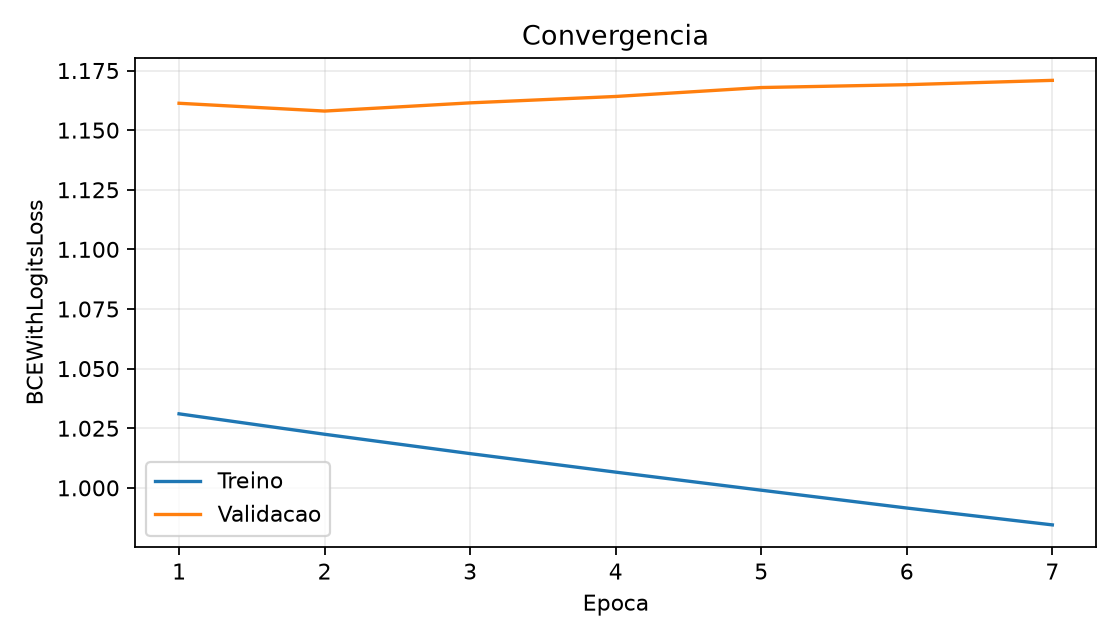 Convergencia
BCEWithLogitsLoss
1.175
1.150
1.125
1.100
1.075
1.050
1.025
1.000
Treino
Validacao
1 2 3 4 5 6 7
Epoca